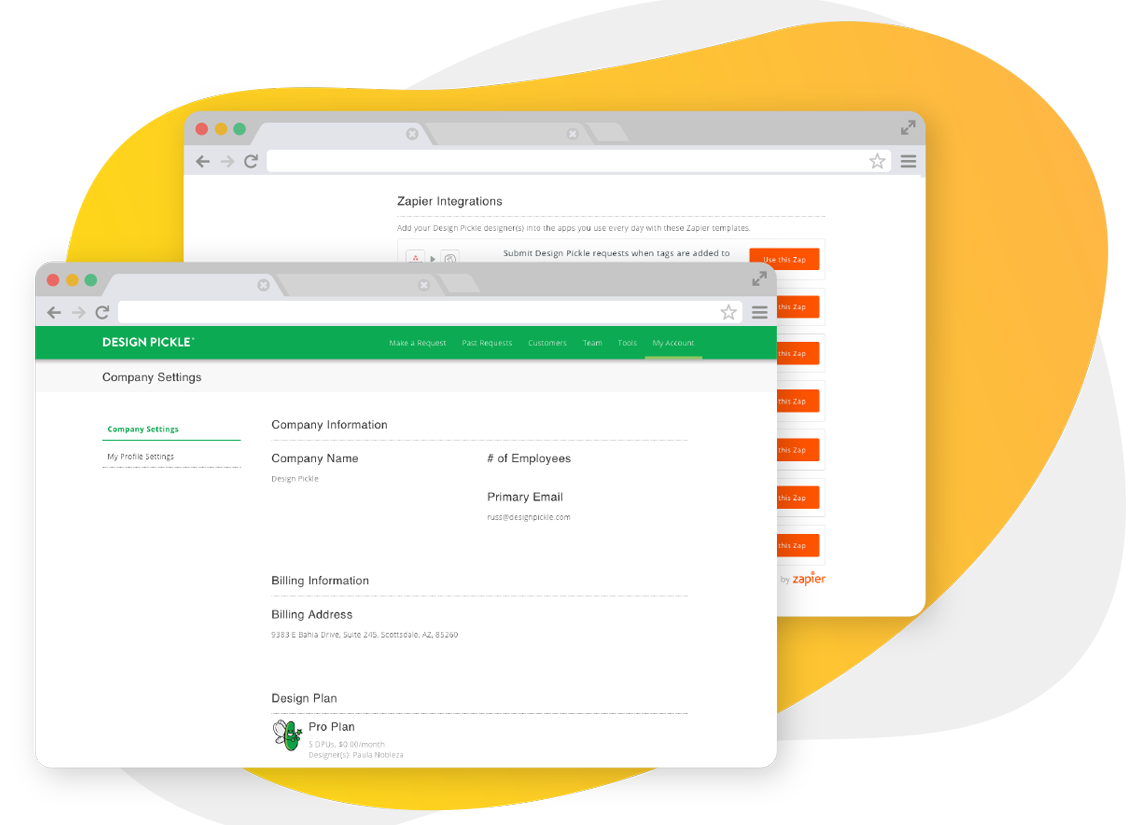 Zapier Integrations
Add your Design Pickle designer(s) into the apps you use every day with these Zapier templates.
Submit Design Pickle requests when tags are added to
Use this Zap
this Zap
this Zap
this Zap
this Zap
this Zap
this Zap
by zapier
DESIGN PICKLE
Make a Request Past Requests Customers Team Tools My Account
Company Settings
Company Settings
My Profile Settings
Company Information
Company Name
Design Pickle
# of Employees
Primary Email
russ@designpickle.com
Billing Information
Billing Address
9383 E Bahia Drive, Suite 245, Scottsdale, AZ, 85260
Design Plan
Pro Plan
5 DPUs, $0.00/month
Designer(s): Paula Nobleza